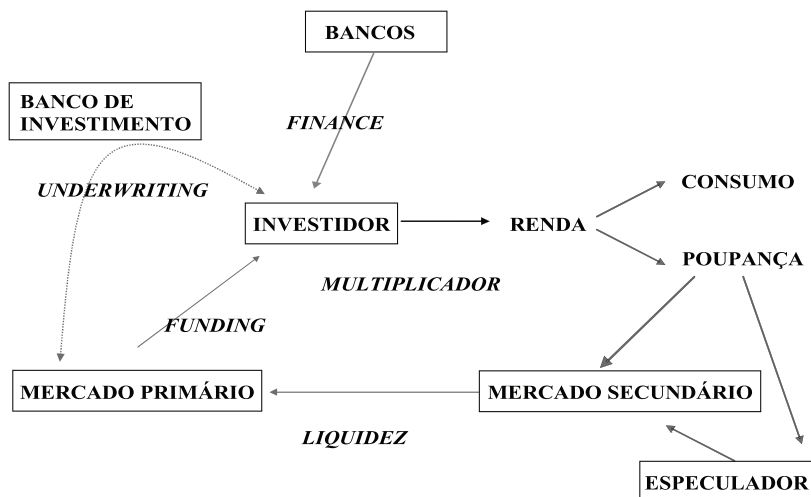 BANCOS
BANCO DE
INVESTIMENTO
FINANCE
UNDERWRITING
CONSUMO
INVESTIDOR
RENDA
POUPANÇA
MULTIPLICADOR
FUNDING
MERCADO PRIMÁRIO
MERCADO SECUNDÁRIO
LIQUIDEZ
ESPECULADOR